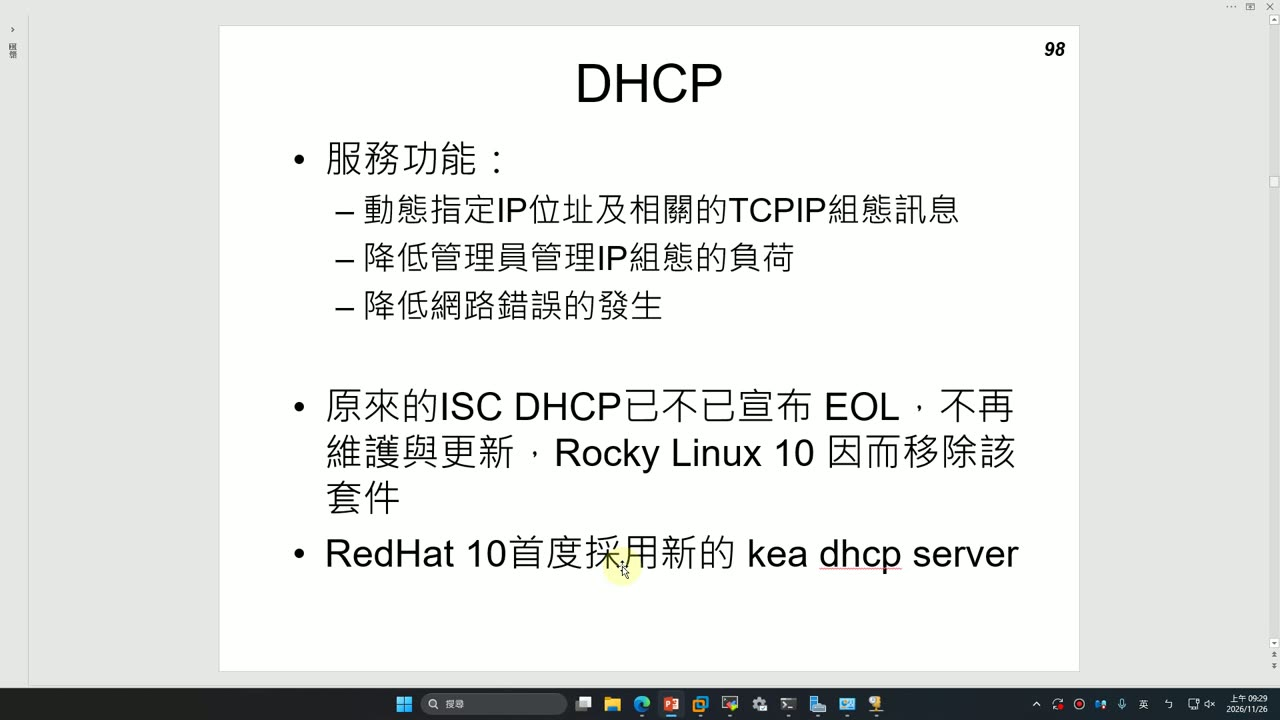 98
DHCP
• 服務功能：
– 動態指定IP位址及相關的TCPIP組態訊息
– 降低管理員管理IP組態的負荷
– 降低網路錯誤的發生
• 原來的ISC DHCP已不已宣布 EOL，不再
維護與更新，Rocky Linux 10 因而移除該
套件
• RedHat 10首度採用新的 kea dhcp server
搜尋
英
上午 09:29
2026/11/26